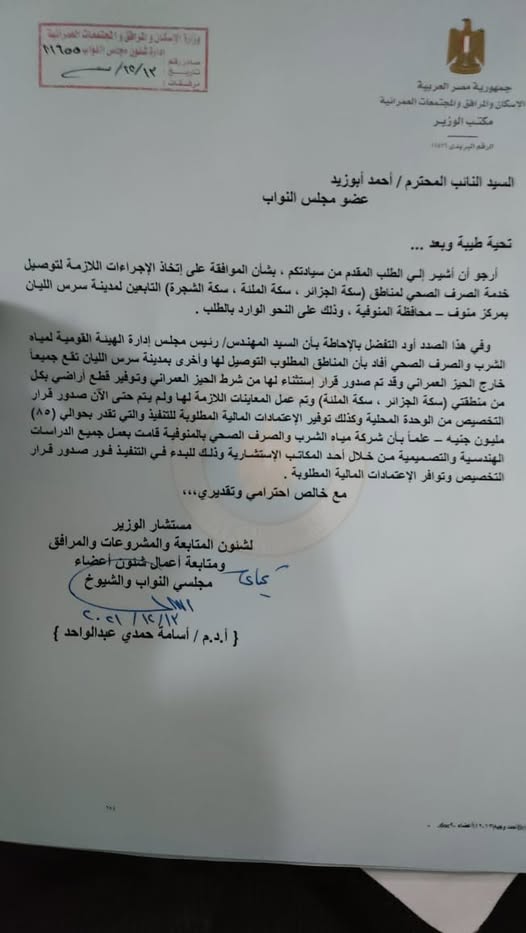 وزارة الإسكان والمرافق والمجتمعات العمرانية
إدارة شئون مجلس النواب
صادر رقم : ٢١٦٥٥
تاريخ : ١٢/١٣/
مرفقات :
جمهورية مصر العربية
الاسكان والمرافق والمجتمعات العمرانية
مكتب الوزير
الرقم البريدى
السيد النائب المحترم / أحمد أبوزيد
عضو مجلس النواب
تحية طيبة وبعد ...
أرجو أن أشير إلي الطلب المقدم من سيادتكم ، بشأن الموافقة على إتخاذ الإجراءات اللازمة لتوصيل
خدمة الصرف الصحي لمناطق (سكة الجزائر ، سكة الملئة ، سكة الشجرة) التابعين لمدينة سرس الليان
بمركز منوف – محافظة المنوفية ، وذلك على النحو الوارد بالطلب .
وفي هذا الصدد أود التفضل بالإحاطة بأن السيد المهندس/ رئيس مجلس إدارة الهيئة القومية لمياه
الشرب والصرف الصحي أفاد بأن المناطق المطلوب التوصيل لها وأخرى بمدينة سرس الليان تقع جميعاً
خارج الحيز العمراني وقد تم صدور قرار إستثناء لها من شرط الحيز العمراني وتوفير قطع أراضي بكل
من منطقتي (سكة الجزائر ، سكة الملئة) وتم عمل المعاينات اللازمة لها ولم يتم حتى الآن صدور قرار
التخصيص من الوحدة المحلية وكذلك توفير الإعتمادات المالية المطلوبة للتنفيذ والتي تقدر بحوالي (٨٥)
مليون جنيه – علماً بأن شركة مياه الشرب والصرف الصحي بالمنوفية قامت بعمل جميع الدراسات
الهندسية والتصميمية من خلال أحد المكاتب الإستشارية وذلك للبدء في التنفيذ فور صدور قرار
التخصيص وتوافر الإعتمادات المالية المطلوبة .
مع خالص احترامي وتقديري،،،
مستشار الوزير
لشئون المتابعة والمشروعات والمرافق
ومتابعة أعمال شئون أعضاء
مجلسي النواب والشيوخ
٢٠٢١/١٢/١٣
{ أ.د.م / أسامة حمدي عبدالواحد }